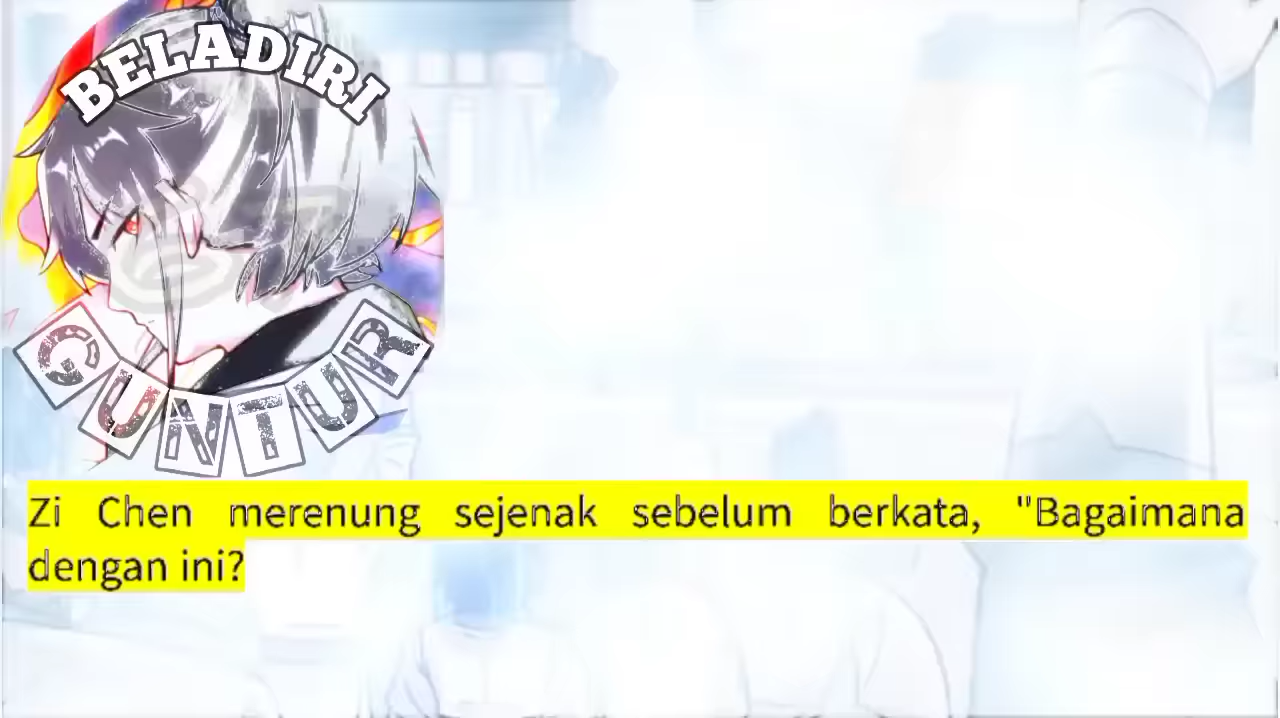 BELADIRI
GUNTUR
Zi Chen merenung sejenak sebelum berkata, "Bagaimana
dengan ini?